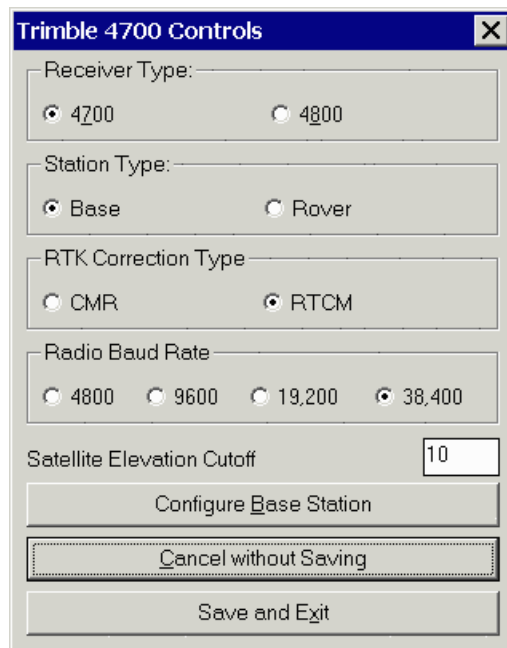 Trimble 4700 Controls
Receiver Type:
4700 4800
Station Type:
Base Rover
RTK Correction Type
CMR RTCM
Radio Baud Rate
4800 9600 19,200 38,400
Satellite Elevation Cutoff 10
Configure Base Station
Cancel without Saving
Save and Exit